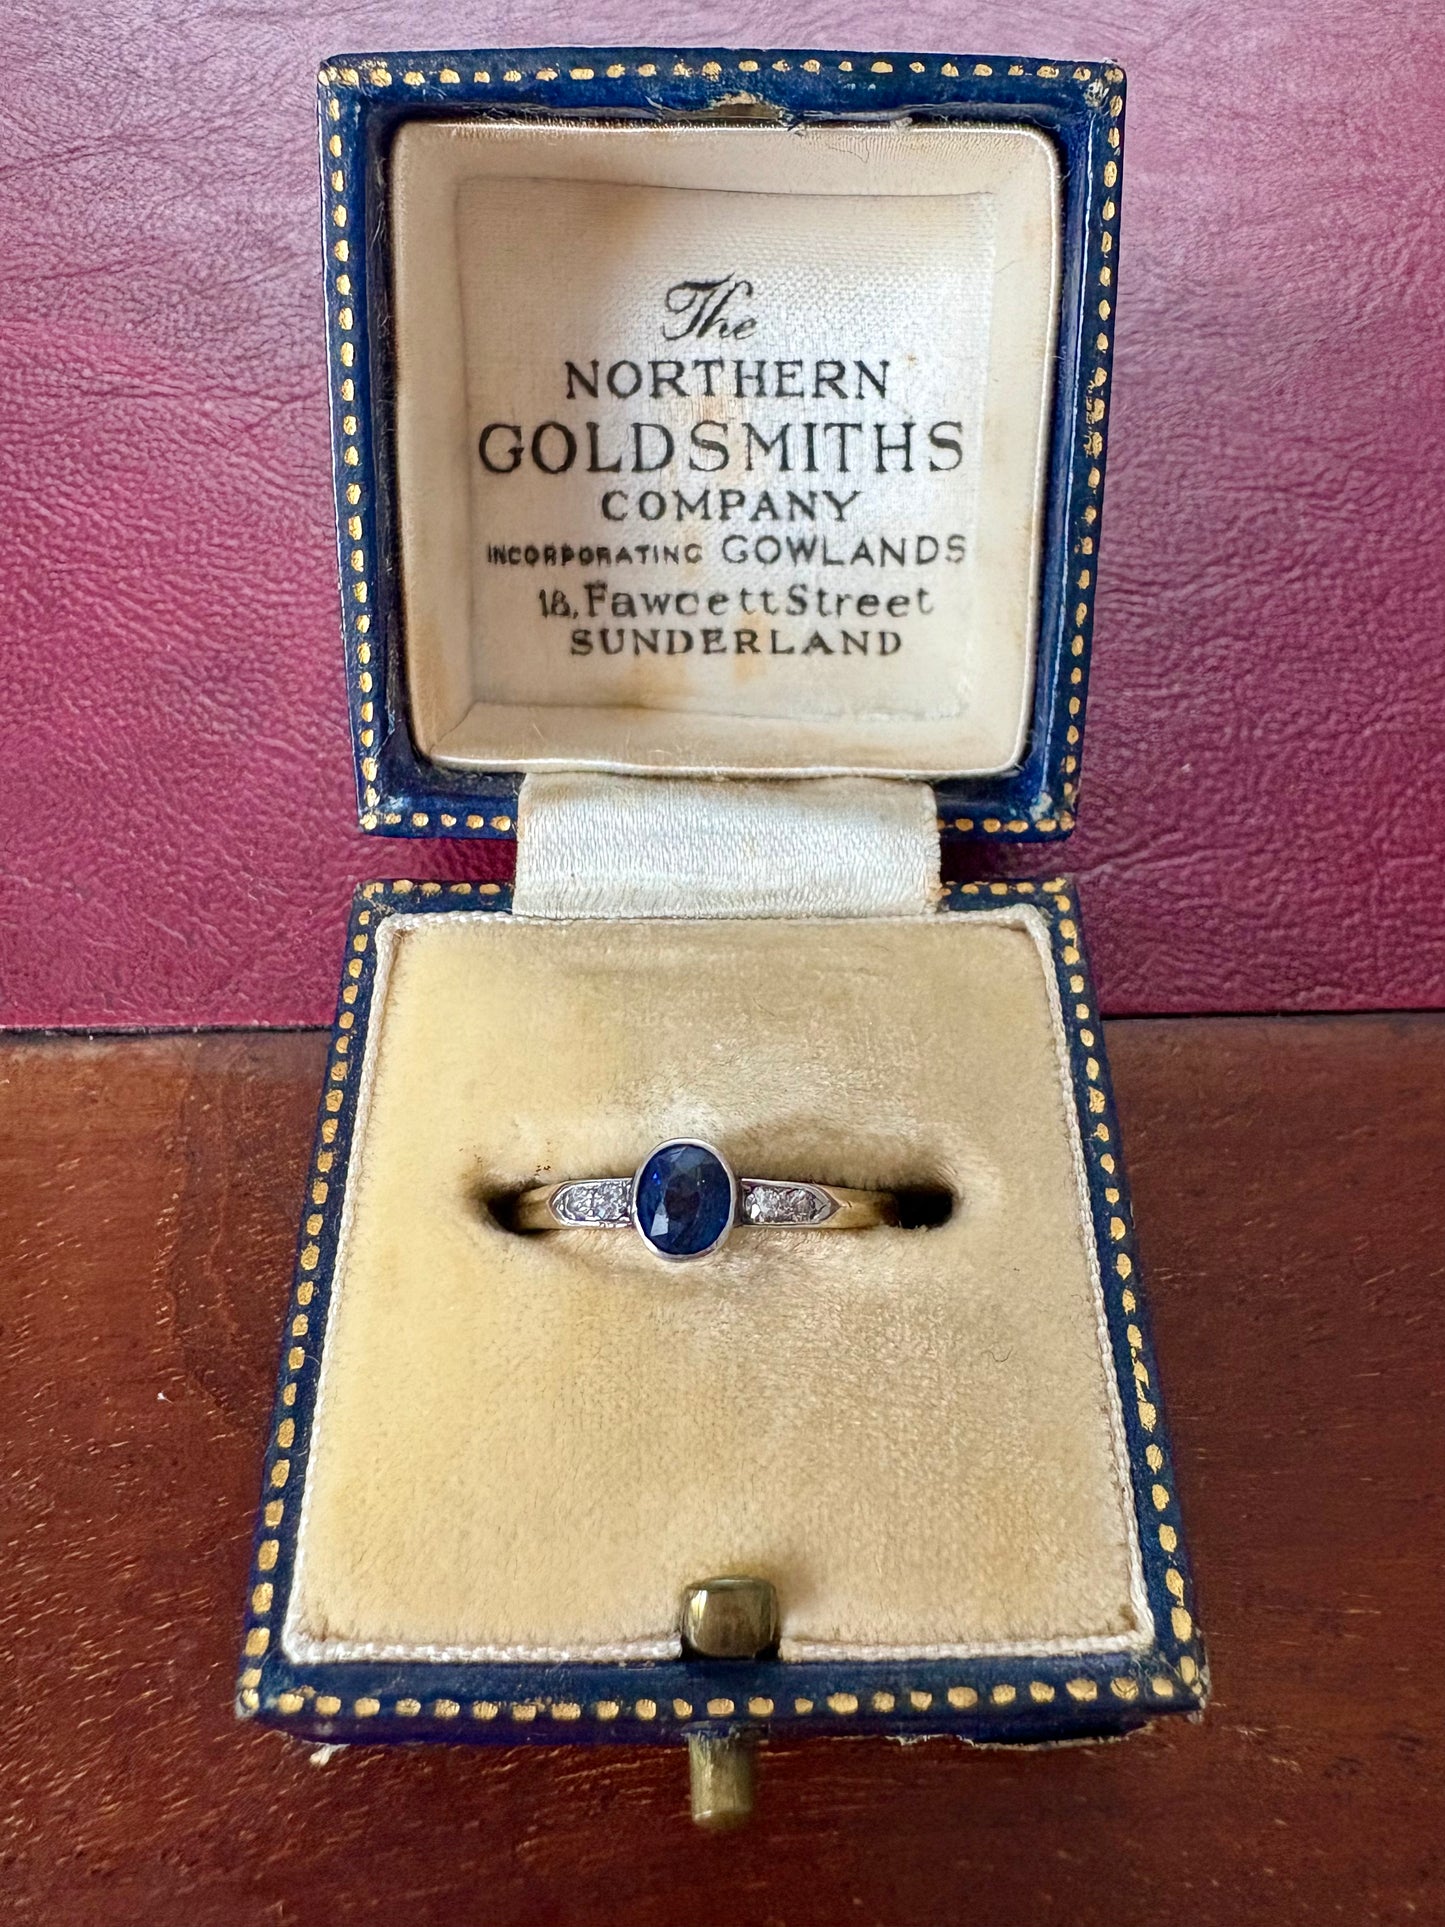 The
NORTHERN
GOLDSMITHS
COMPANY
INCORPORATING GOWLANDS
18, Fawcett Street
SUNDERLAND